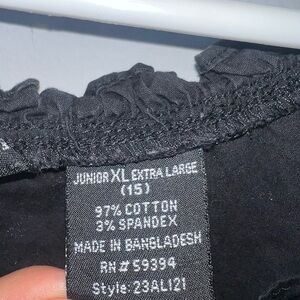 JUNIOR XL EXTRA LARGE
(15)
97% COTTON
3% SPANDEX
MADE IN BANGLADESH
RN# 59394
Style: 23AL121